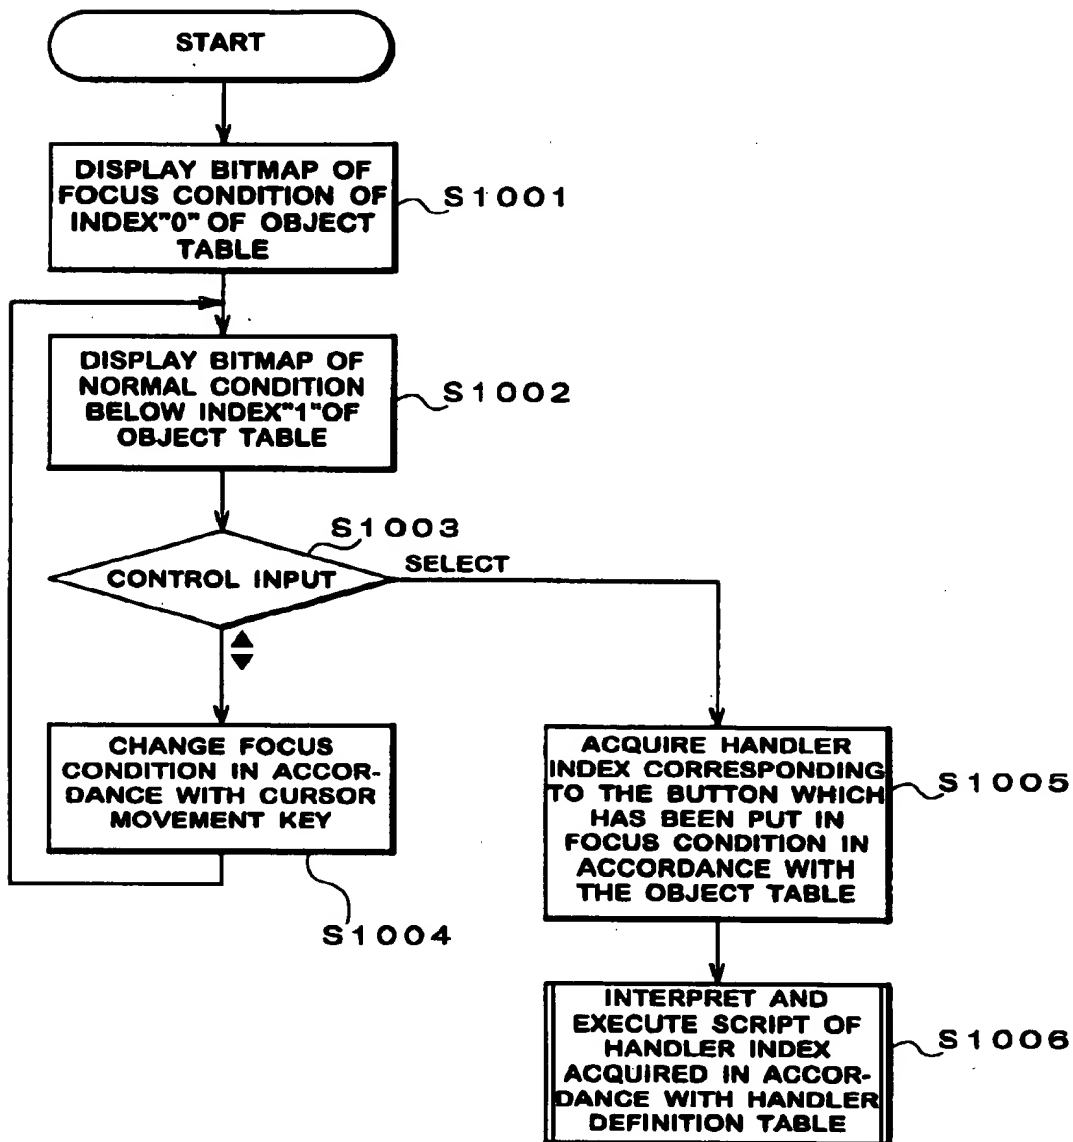 START
DISPLAY BITMAP OF
FOCUS CONDITION OF
INDEX"0" OF OBJECT
TABLE
S1001
DISPLAY BITMAP OF
NORMAL CONDITION
BELOW INDEX"1"OF
OBJECT TABLE
S1002
S1003
CONTROL INPUT
SELECT
CHANGE FOCUS
CONDITION IN ACCOR-
DANCE WITH CURSOR
MOVEMENT KEY
S1004
ACQUIRE HANDLER
INDEX CORRESPONDING
TO THE BUTTON WHICH
HAS BEEN PUT IN
FOCUS CONDITION IN
ACCORDANCE WITH
THE OBJECT TABLE
S1005
INTERPRET AND
EXECUTE SCRIPT OF
HANDLER INDEX
ACQUIRED IN ACCOR-
DANCE WITH HANDLER
DEFINITION TABLE
S1006